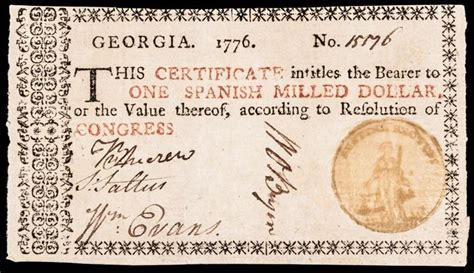 GEORGIA. 1776. No. 15176
THIS CERTIFICATE intitles the Bearer to
ONE SPANISH MILLED DOLLAR,
or the Value thereof, according to Resolution of
CONGRESS
S. Saltus
Wm Evans.